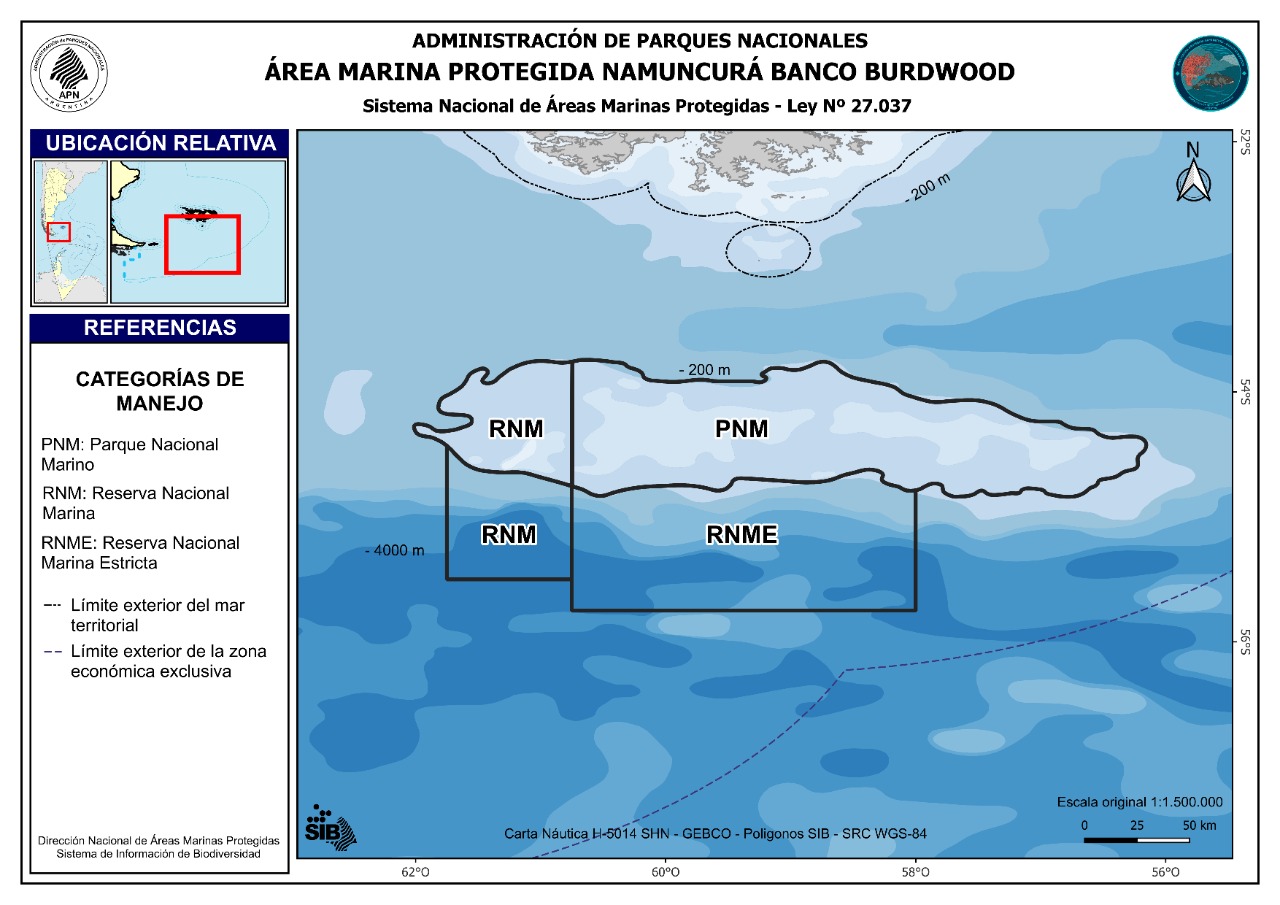 ADMINISTRACIÓN DE PARQUES NACIONALES
ÁREA MARINA PROTEGIDA NAMUNCURÁ BANCO BURDWOOD
Sistema Nacional de Áreas Marinas Protegidas - Ley Nº 27.037
ADMINISTRACIÓN de PARQUES NACIONALES
APN
ARGENTINA
UBICACIÓN RELATIVA
REFERENCIAS
CATEGORÍAS DE
MANEJO
PNM: Parque Nacional
Marino
RNM: Reserva Nacional
Marina
RNME: Reserva Nacional
Marina Estricta
Límite exterior del mar
territorial
Límite exterior de la zona
económica exclusiva
Dirección Nacional de Áreas Marinas Protegidas
Sistema de Información de Biodiversidad
N
- 200 m
- 200 m
RNM
PNM
RNM
RNME
- 4000 m
52°S
54°S
56°S
Escala original 1:1.500.000
0 25 50 km
SIB
Carta Náutica H-5014 SHN - GEBCO - Poligonos SIB - SRC WGS-84
62°O
60°O
58°O
56°O